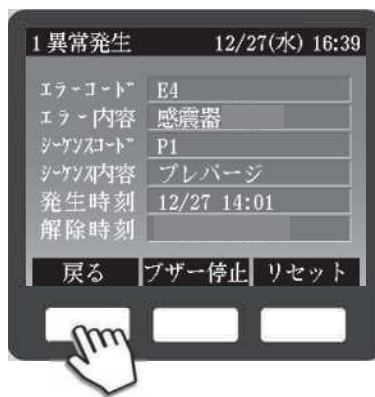 1 異常発生 12/27(水) 16:39
エラーコード E4
エラー内容 感震器
シーケンスコード P1
シーケンス内容 プレパージ
発生時刻 12/27 14:01
解除時刻
戻る ブザー停止 リセット